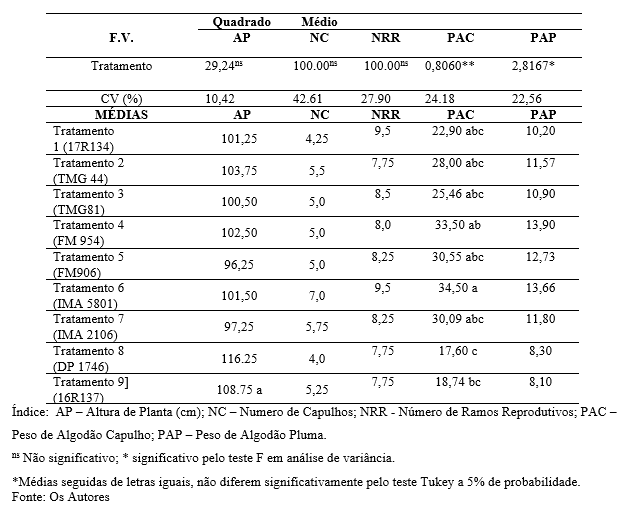 Quadrado Médio
F.V. AP NC NRR PAC PAP
Tratamento 29,24ns 100.00ns 100.00ns 0,8060** 2,8167*
CV (%) 10,42 42.61 27.90 24.18 22,56
MÉDIAS AP NC NRR PAC PAP
Tratamento
1 (17R134) 101,25 4,25 9,5 22,90 abc 10,20
Tratamento 2
(TMG 44) 103,75 5,5 7,75 28,00 abc 11,57
Tratamento 3
(TMG81) 100,50 5,0 8,5 25,46 abc 10,90
Tratamento 4
(FM 954) 102,50 5,0 8,0 33,50 ab 13,90
Tratamento 5
(FM906) 96,25 5,0 8,25 30,55 abc 12,73
Tratamento 6
(IMA 5801) 101,50 7,0 9,5 34,50 a 13,66
Tratamento 7
(IMA 2106) 97,25 5,75 8,25 30,09 abc 11,80
Tratamento 8
(DP 1746) 116.25 4,0 7,75 17,60 c 8,30
Tratamento 9]
(16R137) 108.75 a 5,25 7,75 18,74 bc 8,10
Índice: AP – Altura de Planta (cm); NC – Numero de Capulhos; NRR - Número de Ramos Reprodutivos; PAC –
Peso de Algodão Capulho; PAP – Peso de Algodão Pluma.
ns Não significativo; * significativo pelo teste F em análise de variância.
*Médias seguidas de letras iguais, não diferem significativamente pelo teste Tukey a 5% de probabilidade.
Fonte: Os Autores